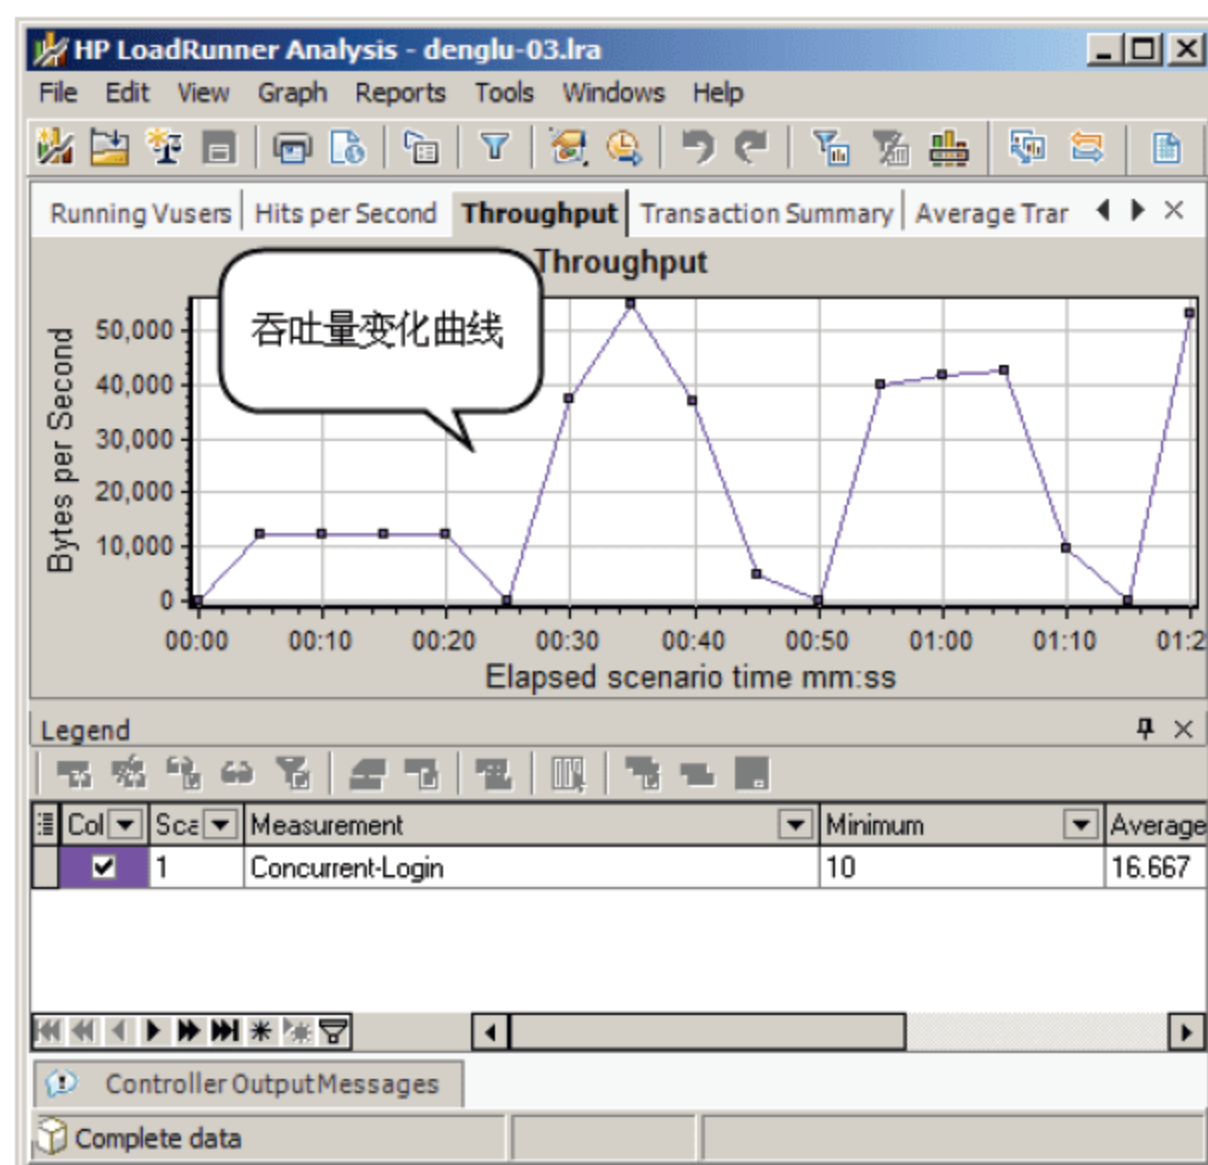 HP LoadRunner Analysis - denglu-03.lra
File Edit View Graph Reports Tools Windows Help
Running Vusers Hits per Second Throughput Transaction Summary Average Trar
Throughput
吞吐量变化曲线
Bytes per Second
50,000
40,000
30,000
20,000
10,000
0
00:00 00:10 00:20 00:30 00:40 00:50 01:00 01:10 01:2
Elapsed scenario time mm:ss
Legend
Col Sca Measurement Minimum Average
1 Concurrent-Login 10 16.667
Controller Output Messages
Complete data